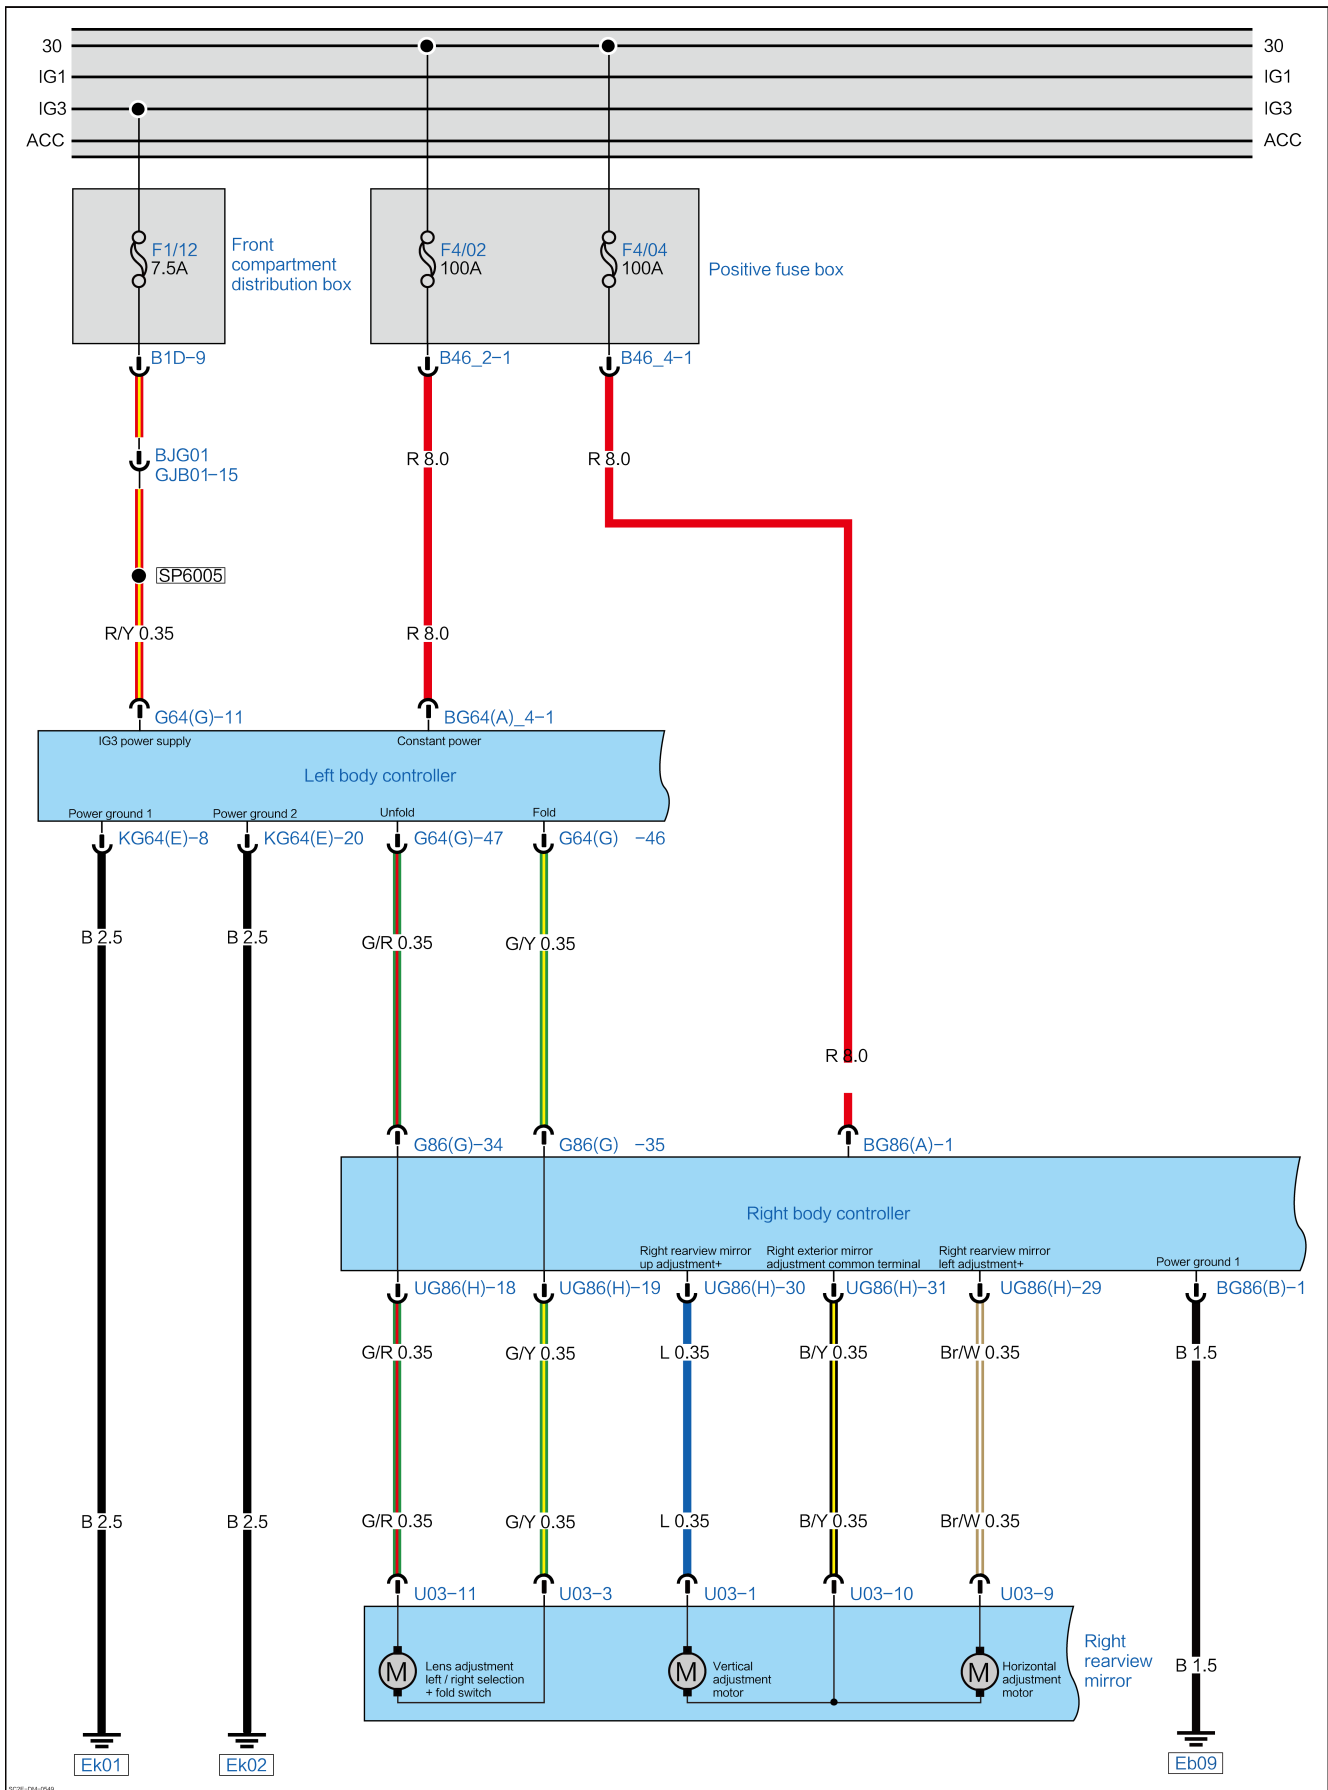 30
30
IG1
IG1
IG3
IG3
ACC
ACC
F1/12
7.5A
Front
compartment
distribution box
F4/02
100A
F4/04
100A
Positive fuse box
B1D-9
B46_2-1
B46_4-1
BJG01
GJB01-15
R 8.0
R 8.0
SP6005
R/Y 0.35
R 8.0
G64(G)-11
BG64(A)_4-1
IG3 power supply
Constant power
Left body controller
Power ground 1
Power ground 2
Unfold
Fold
KG64(E)-8
KG64(E)-20
G64(G)-47
G64(G) -46
B 2.5
B 2.5
G/R 0.35
G/Y 0.35
R 8.0
G86(G)-34
G86(G) -35
BG86(A)-1
Right body controller
Right rearview mirror
up adjustment+
Right exterior mirror
adjustment common terminal
Right rearview mirror
left adjustment+
Power ground 1
UG86(H)-18
UG86(H)-19
UG86(H)-30
UG86(H)-31
UG86(H)-29
BG86(B)-1
G/R 0.35
G/Y 0.35
L 0.35
B/Y 0.35
Br/W 0.35
B 1.5
B 2.5
B 2.5
G/R 0.35
G/Y 0.35
L 0.35
B/Y 0.35
Br/W 0.35
U03-11
U03-3
U03-1
U03-10
U03-9
M
Lens adjustment
left / right selection
+ fold switch
M
Vertical
adjustment
motor
M
Horizontal
adjustment
motor
Right
rearview
mirror
B 1.5
Ek01
Ek02
Eb09